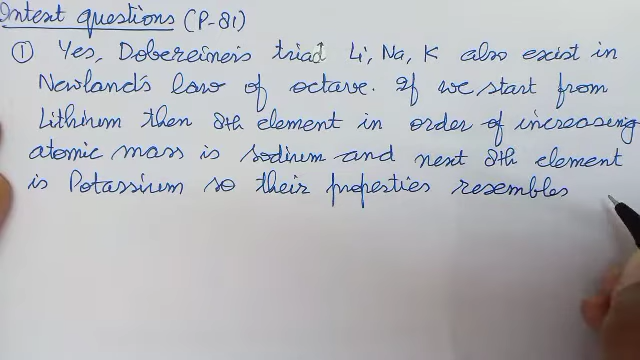 Intext questions (P-81)
① Yes, Dobereiner's triad Li, Na, K also exist in
Newland's law of octave. If we start from
Lithium then 8th element in order of increasing
atomic mass is sodium and next 8th element
is Potassium so their properties resembles